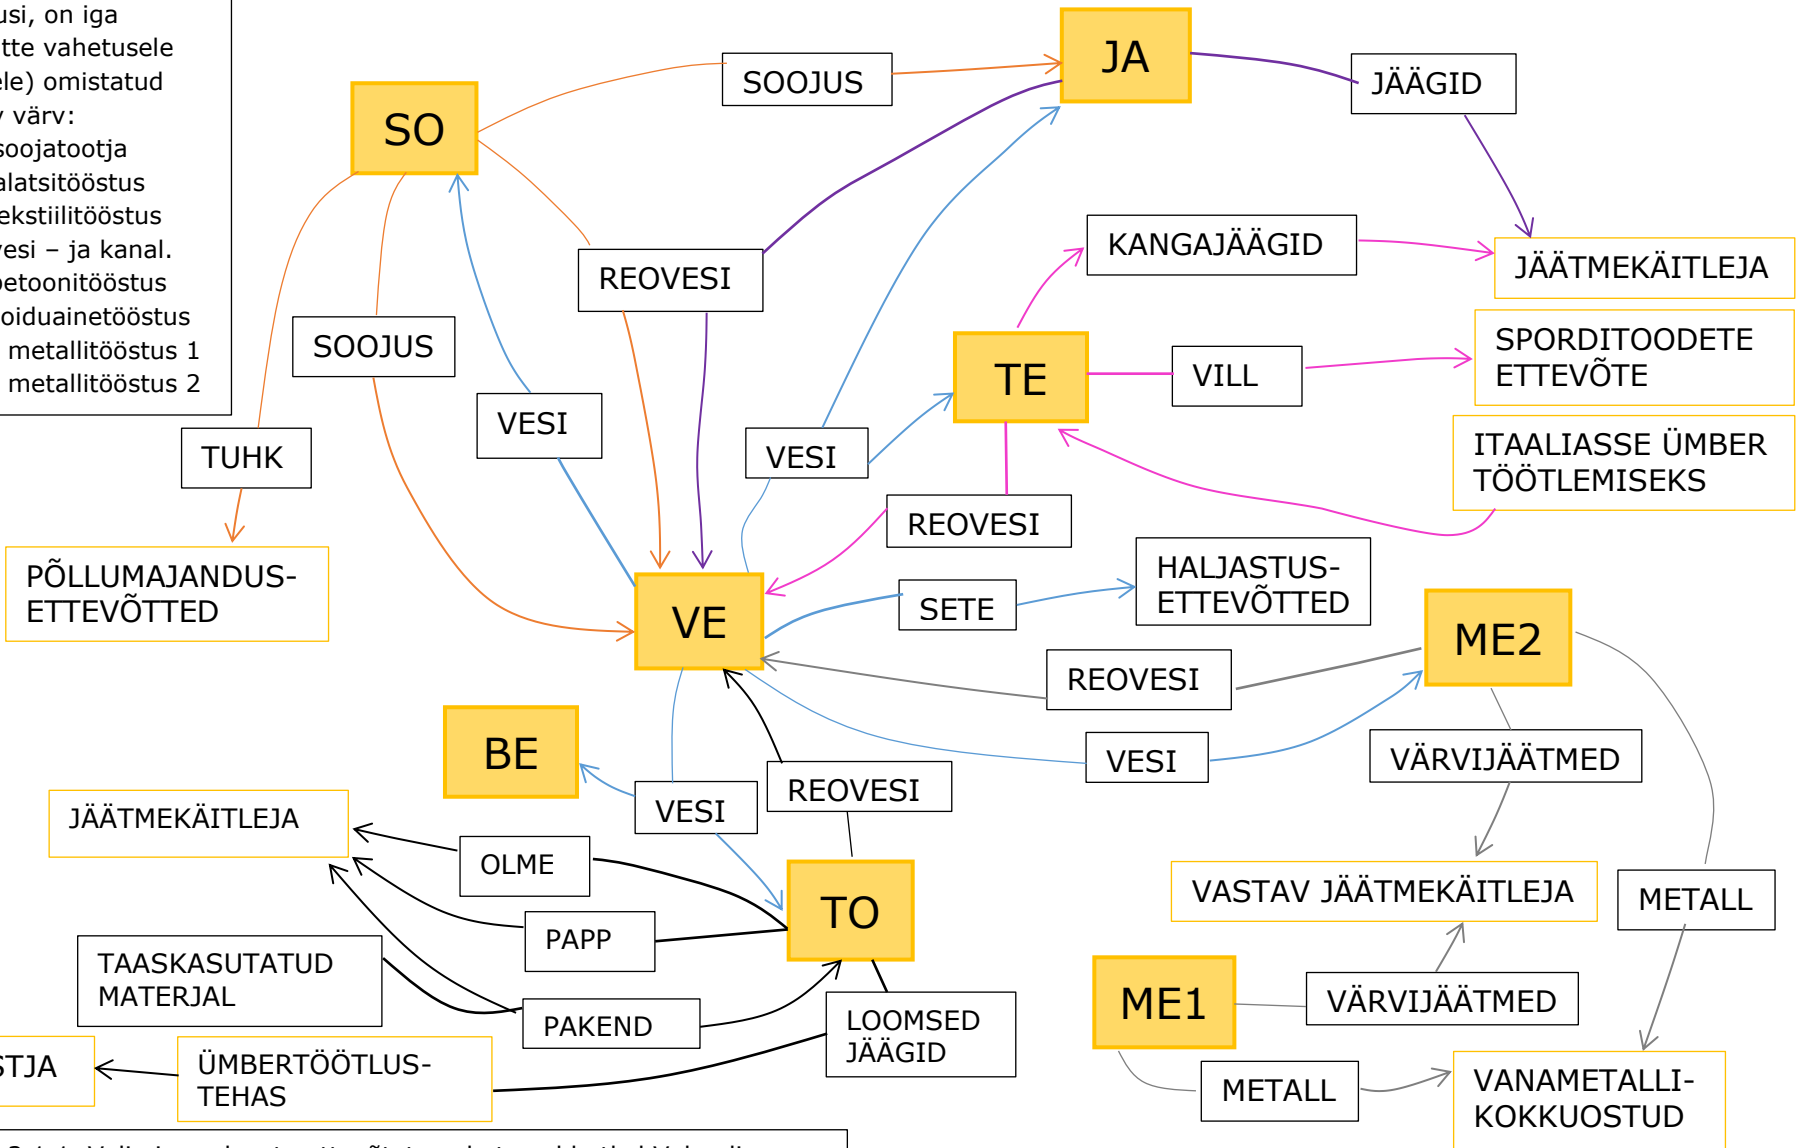 usi, on iga
tte vahetusele
ele) omistatud
v värv:
soojatootja
alatsitööstus
ekstiilitööstus
vesi – ja kanal.
betoonitööstus
oiduainetööstus
metallitööstus 1
metallitööstus 2
JA
SOOJUS
JÄÄGID
SO
KANGAJÄÄGID
REOVESI
JÄÄTMEKÄITLEJA
SOOJUS
SPORDITOODETE
ETTEVÕTE
TE
VILL
VESI
TUHK
VESI
ITAALIASSE ÜMBER
TÖÖTLEMISEKS
REOVESI
PÕLLUMAJANDUS-
ETTEVÕTTED
HALJASTUS-
ETTEVÕTTED
VE
SETE
ME2
REOVESI
BE
VESI
VÄRVIJÄÄTMED
REOVESI
VESI
JÄÄTMEKÄITLEJA
OLME
VASTAV JÄÄTMEKÄITLEJA
METALL
TO
PAPP
TAASKASUTATUD
MATERJAL
PAKEND
LOOMSED
JÄÄGID
ME1
VÄRVIJÄÄTMED
STJA
ÜMBERTÖÖTLUS-
TEHAS
METALL
VANAMETALLI-
KOKKUOSTUD